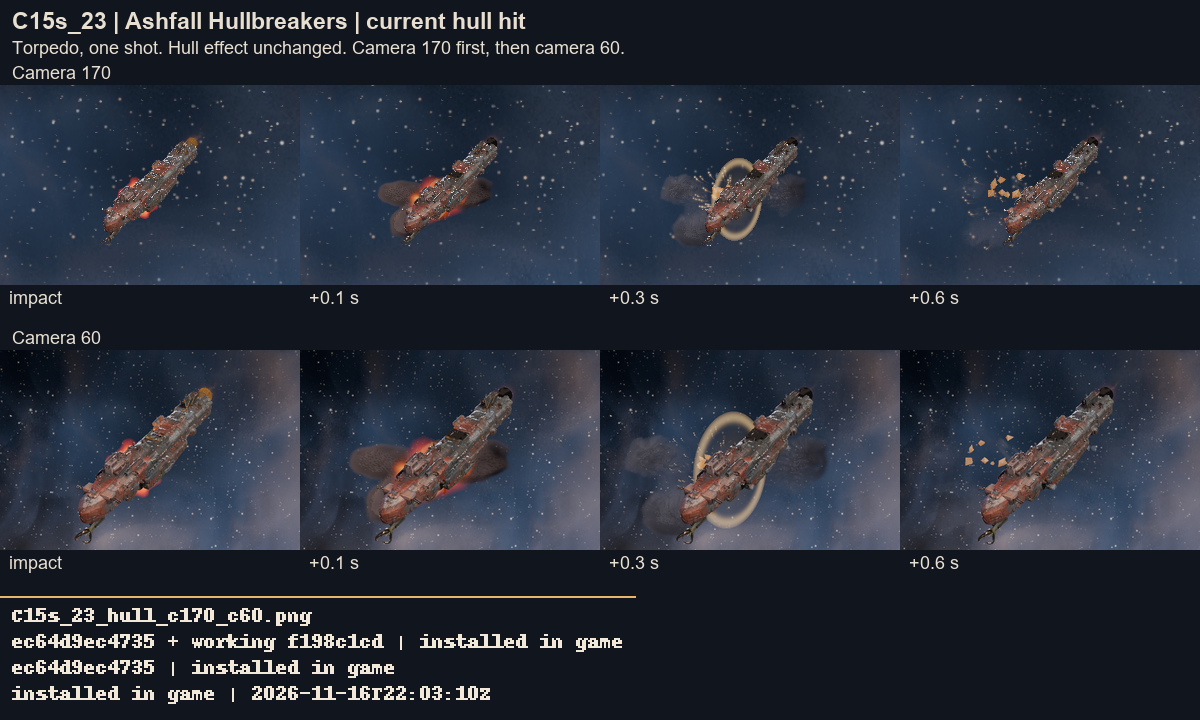 C15s_23 | Ashfall Hullbreakers | current hull hit
Torpedo, one shot. Hull effect unchanged. Camera 170 first, then camera 60.
Camera 170
impact +0.1 s +0.3 s +0.6 s
Camera 60
impact +0.1 s +0.3 s +0.6 s
C15s_23_hull_c170_c60.png
ec64d9ec4735 + working f198c1cd | installed in game
ec64d9ec4735 | installed in game
installed in game | 2026-11-16T22:03:10Z